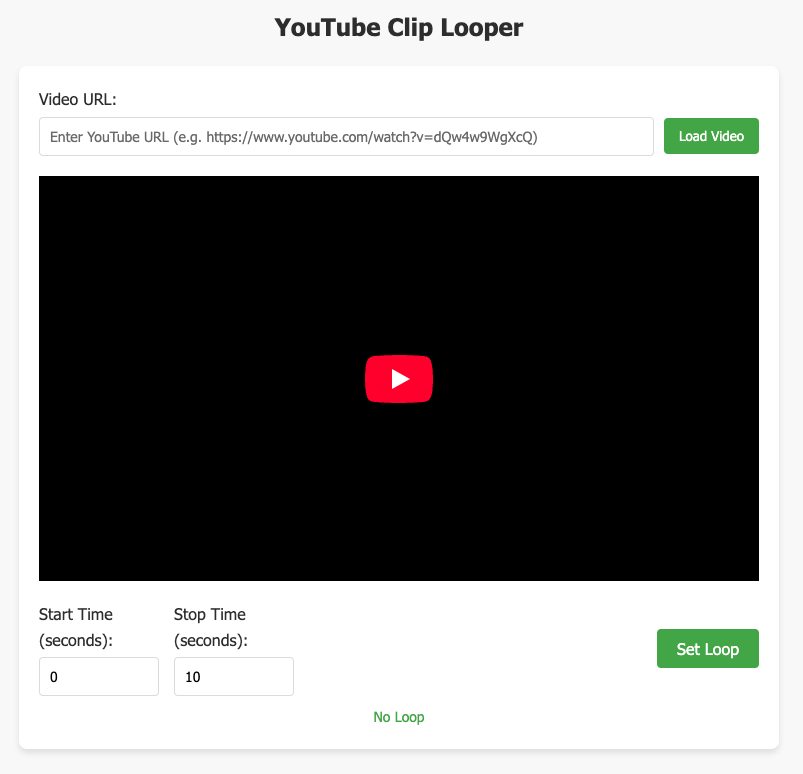 YouTube Clip Looper
Video URL:
Enter YouTube URL (e.g. https://www.youtube.com/watch?v=dQw4w9WgXcQ)
Load Video
Start Time
(seconds):
Stop Time
(seconds):
0
10
Set Loop
No Loop